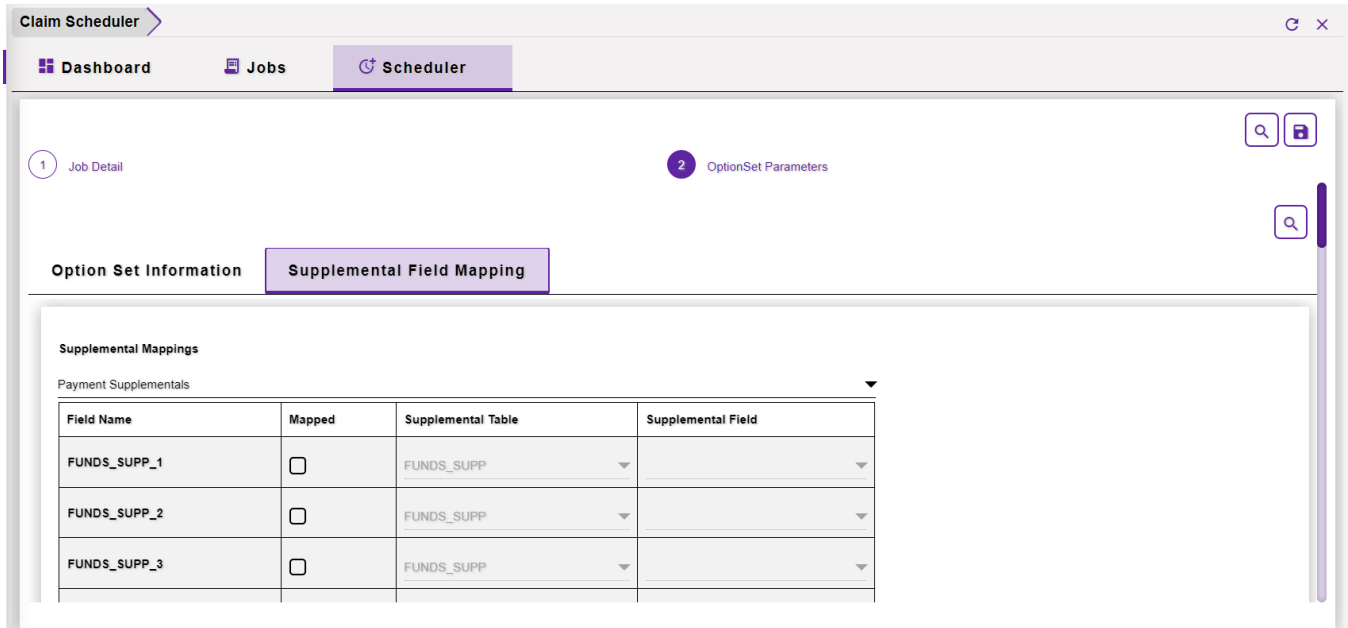 Claim Scheduler
Dashboard Jobs Scheduler
1 Job Detail 2 OptionSet Parameters
Option Set Information Supplemental Field Mapping
Supplemental Mappings
Payment Supplementals
Field Name Mapped Supplemental Table Supplemental Field
FUNDS_SUPP_1 FUNDS_SUPP
FUNDS_SUPP_2 FUNDS_SUPP
FUNDS_SUPP_3 FUNDS_SUPP